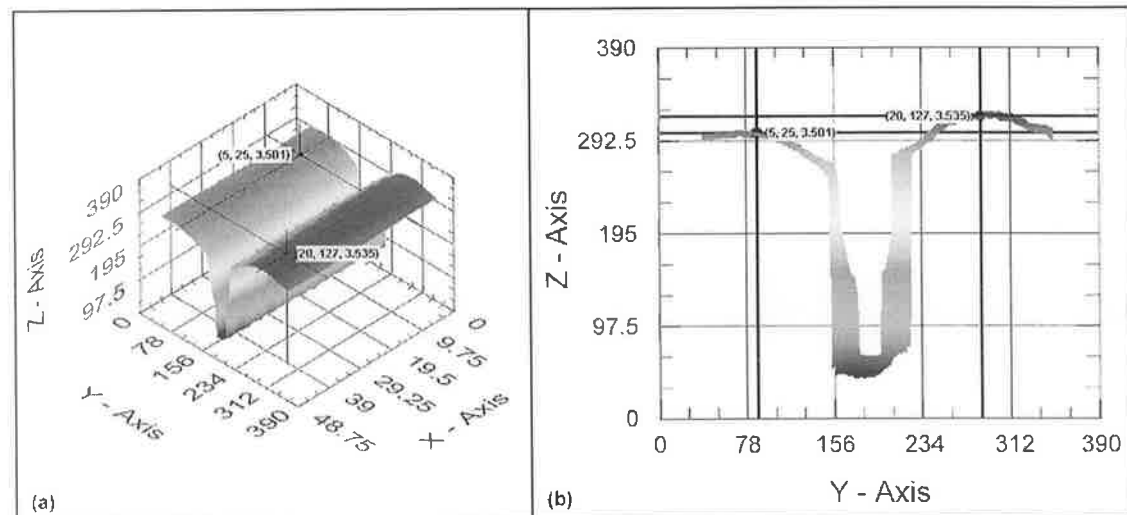 (5, 25, 3.501)
(20, 127, 3.535)
390
292.5
195
97.5
Z - Axis
0
78
156
234
312
390
Y - Axis
0
9.75
19.5
29.25
39
48.75
X - Axis
(a)
390
292.5
195
97.5
0
Z - Axis
(20, 127, 3.535)
(5, 25, 3.501)
0
78
156
234
312
390
Y - Axis
(b)